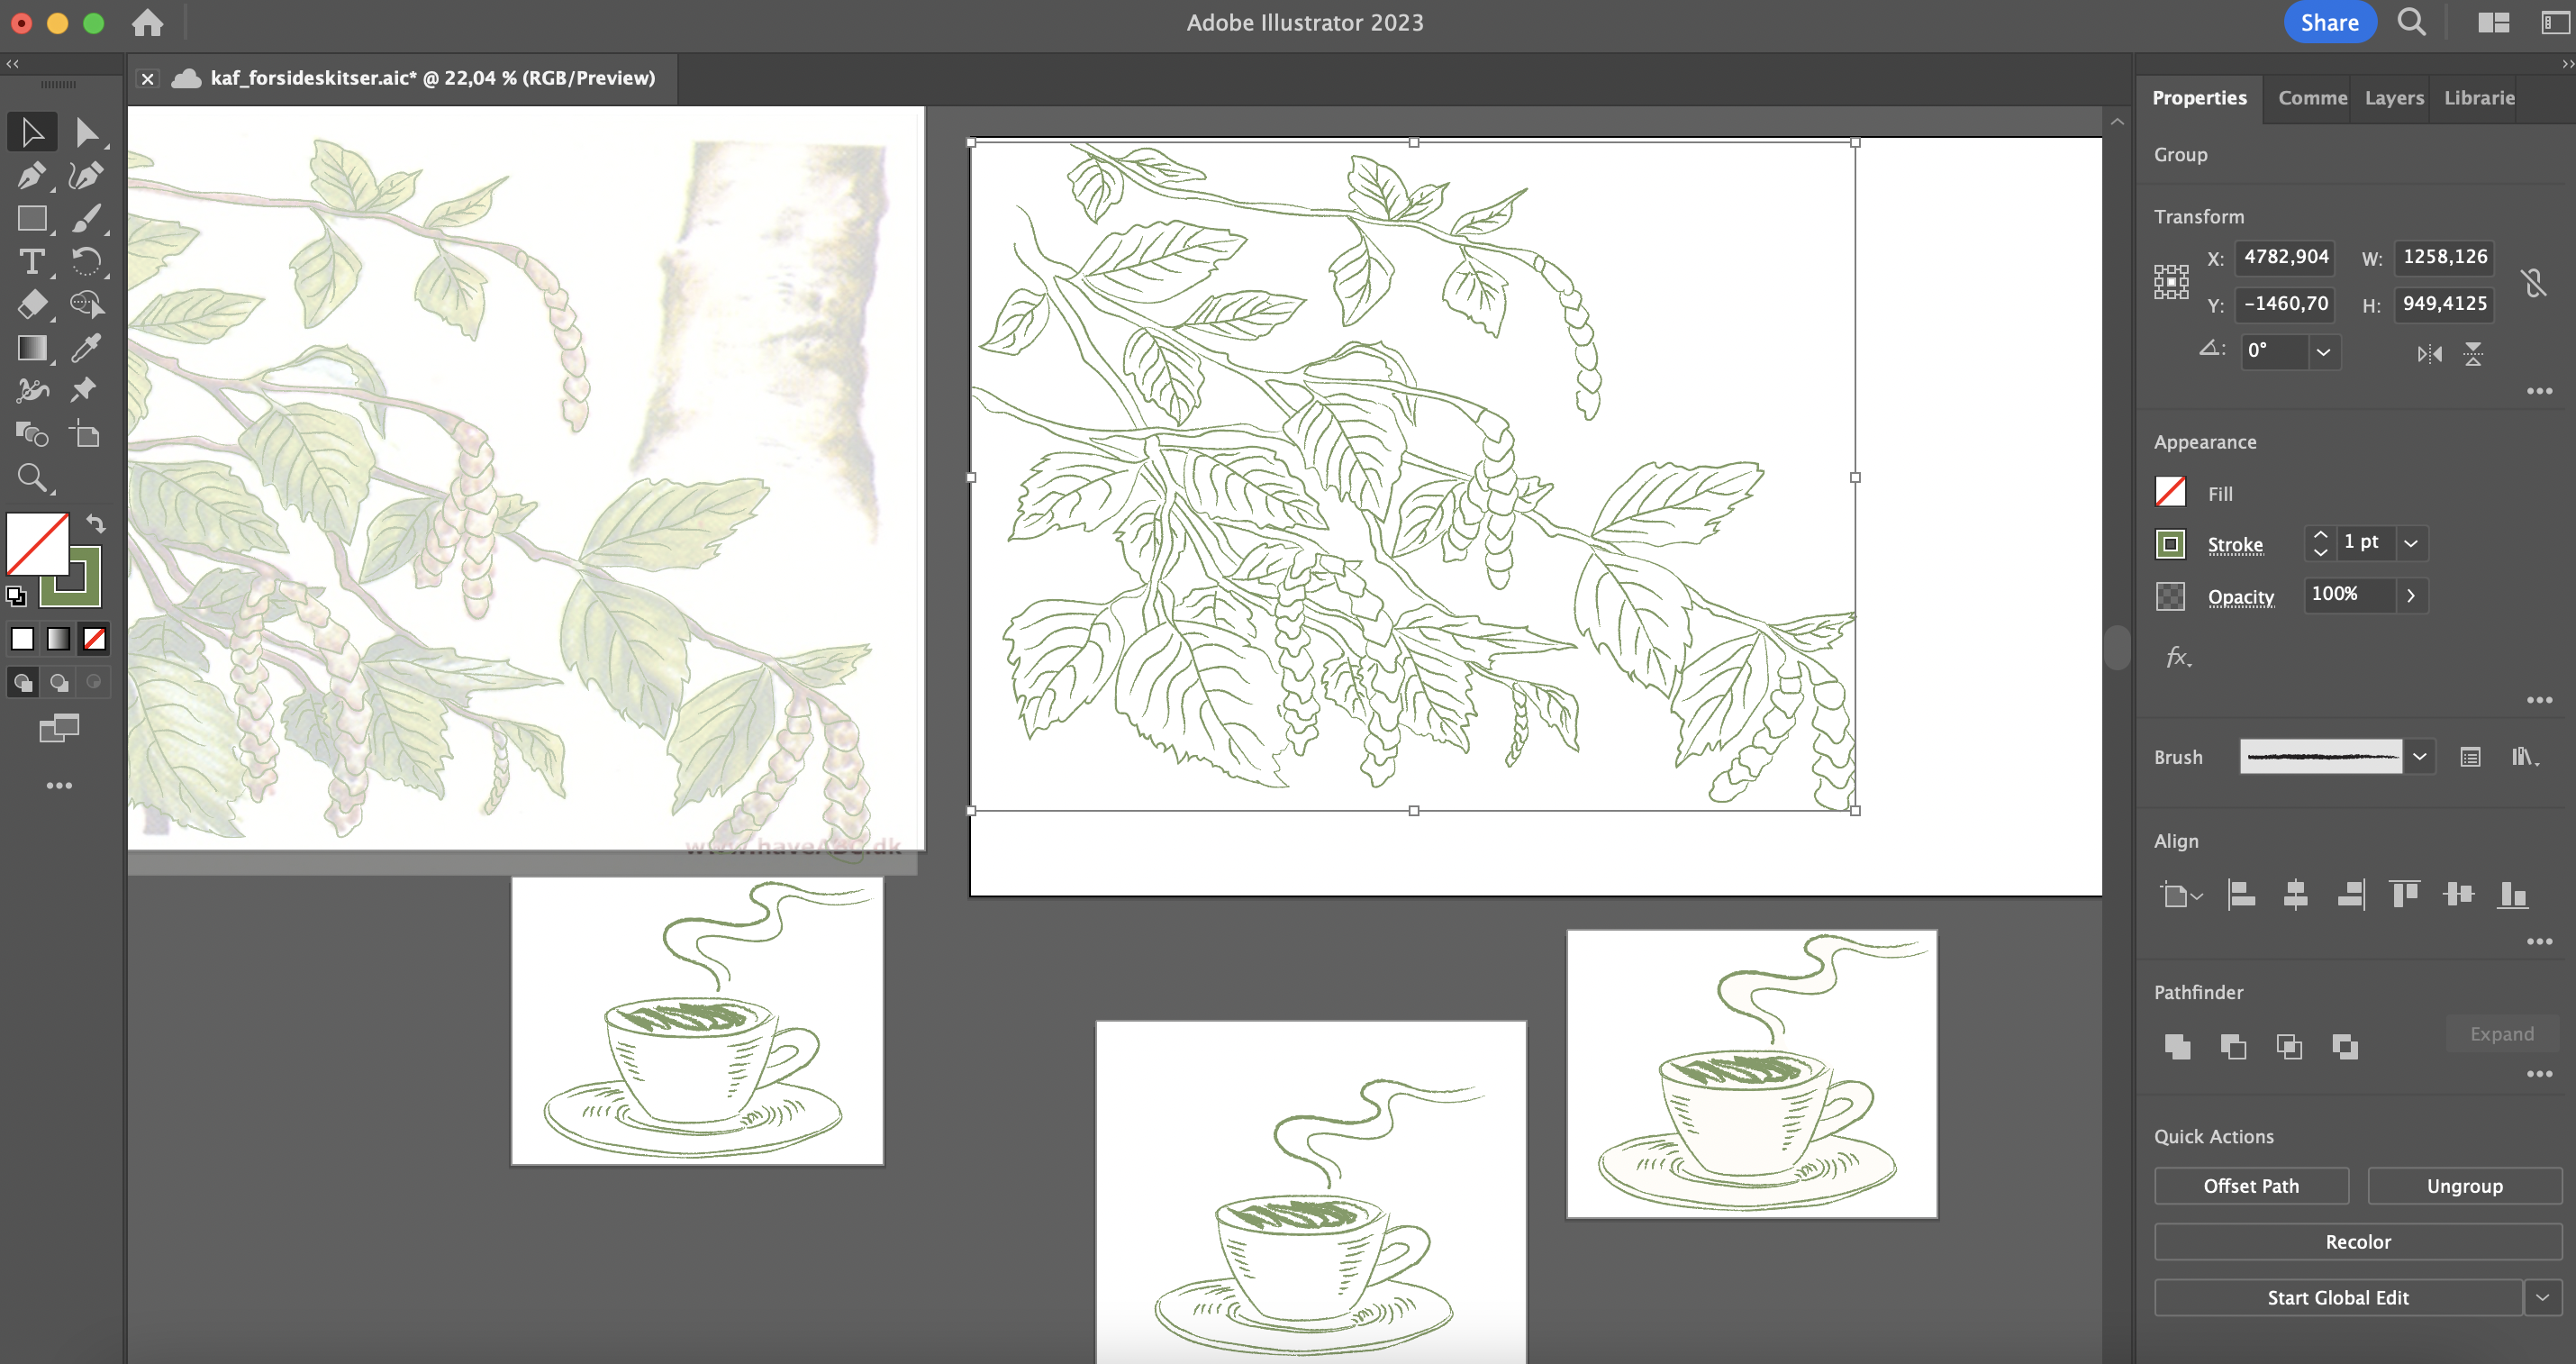 Adobe Illustrator 2023
Share
kaf_forsideskitser.aic* @ 22,04 % (RGB/Preview)
Properties
Comme
Layers
Librarie
Group
Transform
X: 4782,904 W: 1258,126
Y: −1460,70 H: 949,4125
0°
Appearance
Fill
Stroke 1 pt
Opacity 100%
fx
Brush
Align
Pathfinder
Expand
Quick Actions
Offset Path Ungroup
Recolor
Start Global Edit
www.haveABC.dk